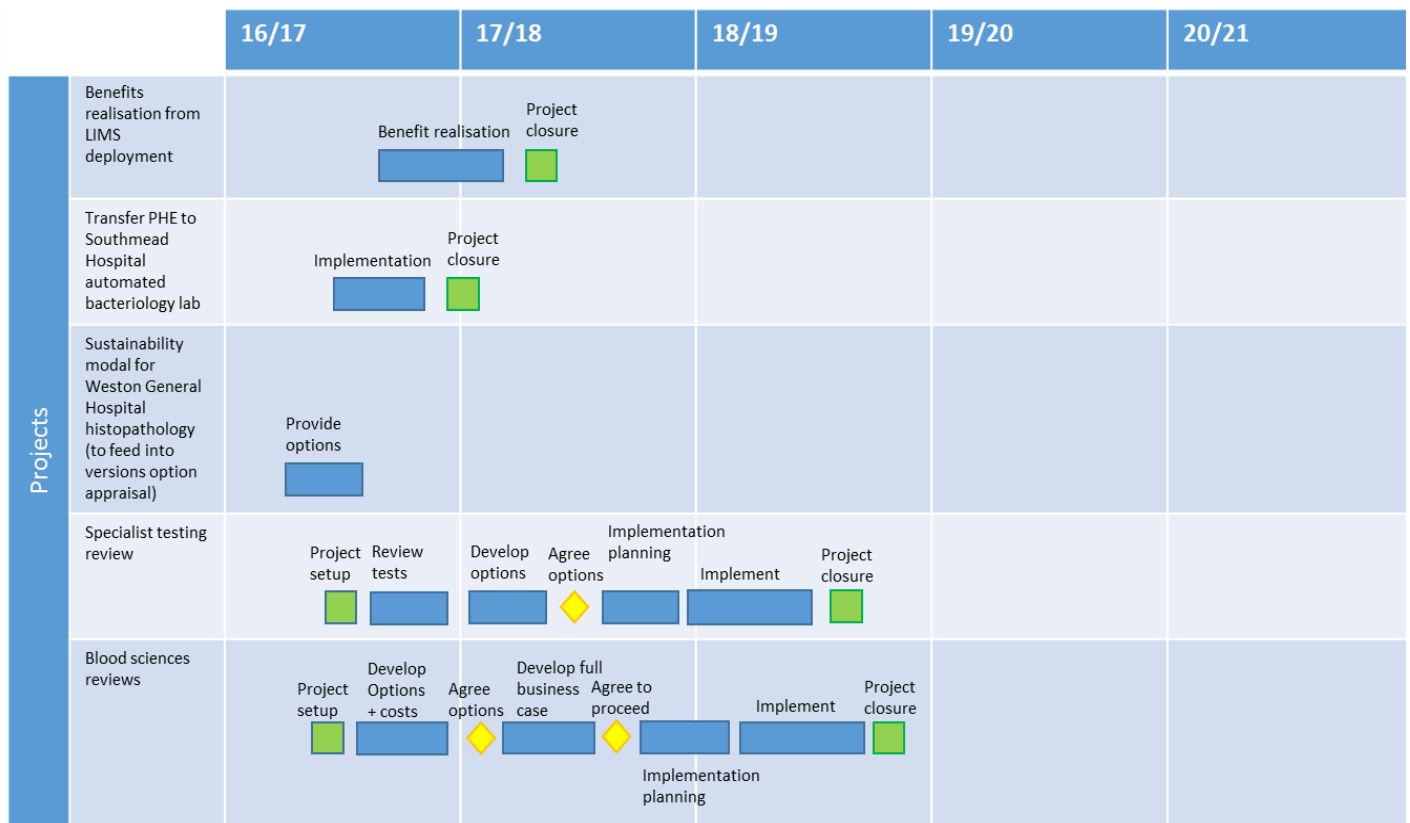 16/17
17/18
18/19
19/20
20/21
Projects
Benefits
realisation from
LIMS
deployment
Benefit realisation
Project
closure
Transfer PHE to
Southmead
Hospital
automated
bacteriology lab
Implementation
Project
closure
Sustainability
modal for
Weston General
Hospital
histopathology
(to feed into
versions option
appraisal)
Provide
options
Specialist testing
review
Project
setup
Review
tests
Develop
options
Agree
options
Implementation
planning
Implement
Project
closure
Blood sciences
reviews
Project
setup
Develop
Options
+ costs
Agree
options
Develop full
business
case
Agree to
proceed
Implementation
planning
Implement
Project
closure